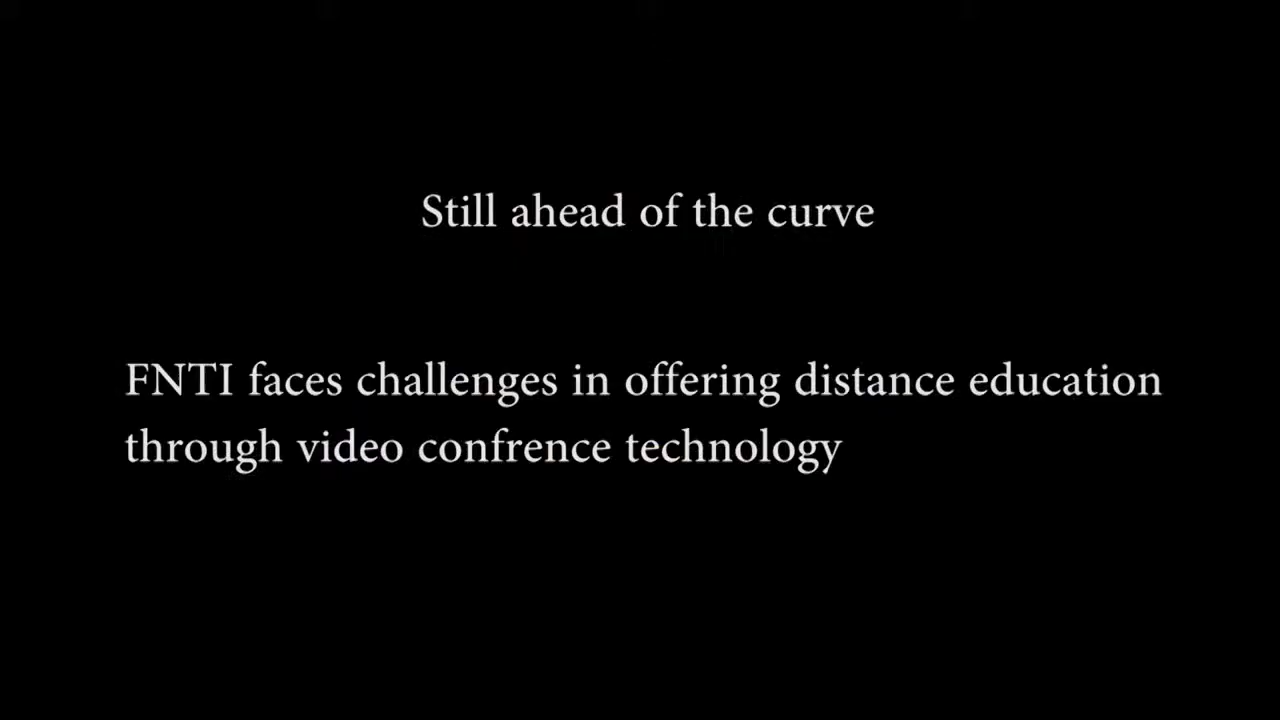 Still ahead of the curve
FNTI faces challenges in offering distance education
through video confrence technology